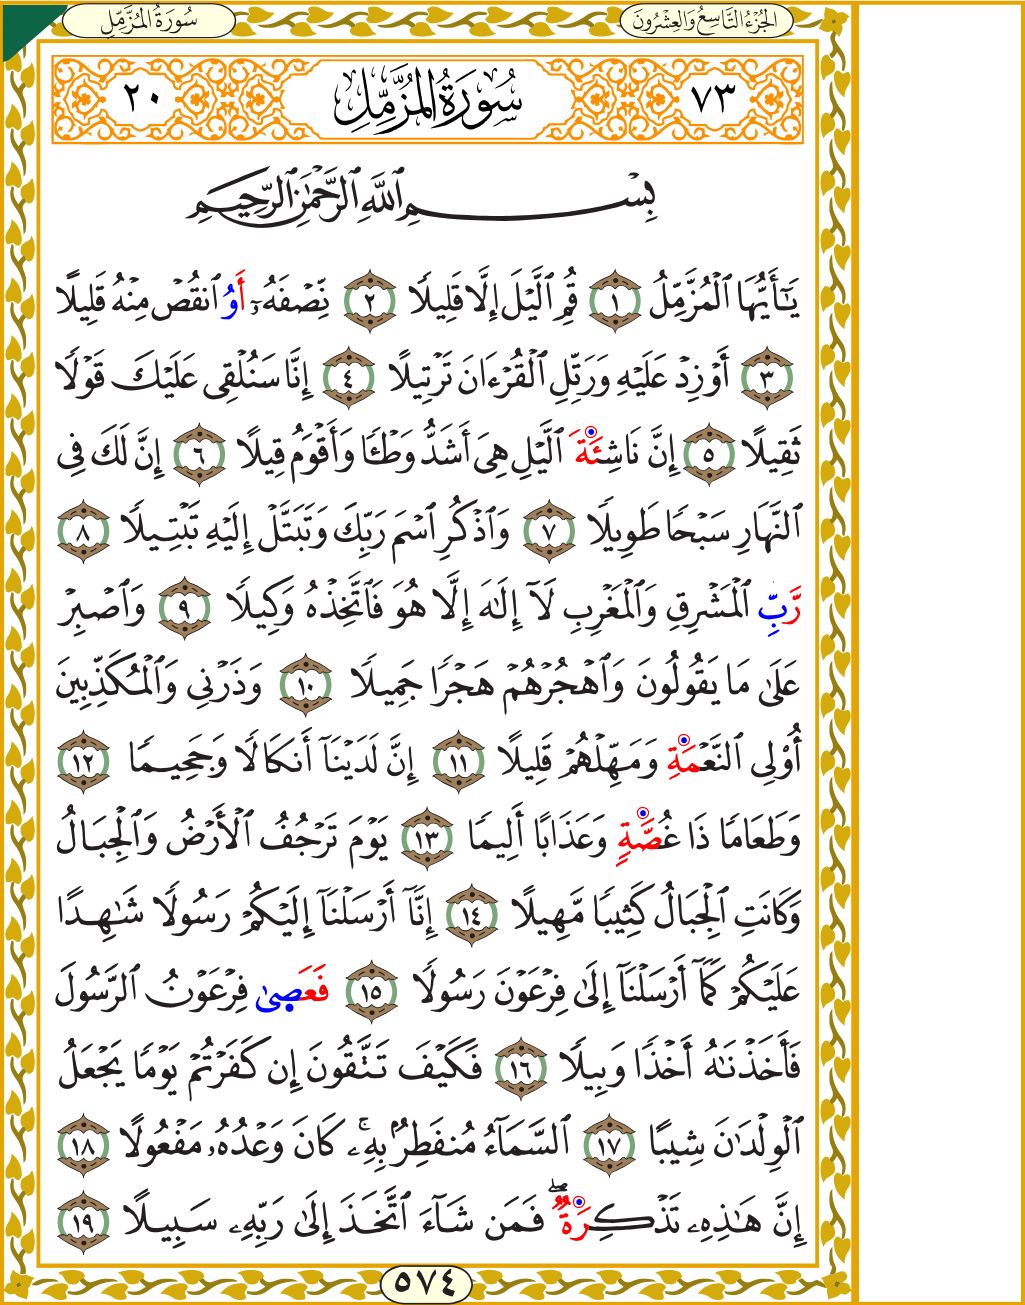 الجُزْءُ التَّاسِعُ وَالعِشْرُونَ
سُورَةُ المُزَّمِّلِ
٧٣ سُورَةُ المُزَّمِّلِ ٢٠
بِسْمِ ٱللَّهِ ٱلرَّحْمَٰنِ ٱلرَّحِيمِ
يَـٰٓأَيُّهَا ٱلْمُزَّمِّلُ ١ قُمِ ٱلَّيْلَ إِلَّا قَلِيلًا ٢ نِّصْفَهُۥٓ أَوُ ٱنقُصْ مِنْهُ قَلِيلًا
٣ أَوْ زِدْ عَلَيْهِ وَرَتِّلِ ٱلْقُرْءَانَ تَرْتِيلًا ٤ إِنَّا سَنُلْقِى عَلَيْكَ قَوْلًا
ثَقِيلًا ٥ إِنَّ نَاشِئَةَ ٱلَّيْلِ هِىَ أَشَدُّ وَطْـًٔا وَأَقْوَمُ قِيلًا ٦ إِنَّ لَكَ فِى
ٱلنَّهَارِ سَبْحًا طَوِيلًا ٧ وَٱذْكُرِ ٱسْمَ رَبِّكَ وَتَبَتَّلْ إِلَيْهِ تَبْتِيلًا ٨
رَّبِّ ٱلْمَشْرِقِ وَٱلْمَغْرِبِ لَآ إِلَـٰهَ إِلَّا هُوَ فَٱتَّخِذْهُ وَكِيلًا ٩ وَٱصْبِرْ
عَلَىٰ مَا يَقُولُونَ وَٱهْجُرْهُمْ هَجْرًا جَمِيلًا ١٠ وَذَرْنِى وَٱلْمُكَذِّبِينَ
أُو۟لِى ٱلنَّعْمَةِ وَمَهِّلْهُمْ قَلِيلًا ١١ إِنَّ لَدَيْنَآ أَنكَالًا وَجَحِيمًا ١٢
وَطَعَامًا ذَا غُصَّةٍ وَعَذَابًا أَلِيمًا ١٣ يَوْمَ تَرْجُفُ ٱلْأَرْضُ وَٱلْجِبَالُ
وَكَانَتِ ٱلْجِبَالُ كَثِيبًا مَّهِيلًا ١٤ إِنَّآ أَرْسَلْنَآ إِلَيْكُمْ رَسُولًا شَـٰهِدًا
عَلَيْكُمْ كَمَآ أَرْسَلْنَآ إِلَىٰ فِرْعَوْنَ رَسُولًا ١٥ فَعَصَىٰ فِرْعَوْنُ ٱلرَّسُولَ
فَأَخَذْنَـٰهُ أَخْذًا وَبِيلًا ١٦ فَكَيْفَ تَتَّقُونَ إِن كَفَرْتُمْ يَوْمًا يَجْعَلُ
ٱلْوِلْدَٰنَ شِيبًا ١٧ ٱلسَّمَآءُ مُنفَطِرٌۢ بِهِۦ ۚ كَانَ وَعْدُهُۥ مَفْعُولًا ١٨
إِنَّ هَـٰذِهِۦ تَذْكِرَةٌ ۖ فَمَن شَآءَ ٱتَّخَذَ إِلَىٰ رَبِّهِۦ سَبِيلًا ١٩
٥٧٤